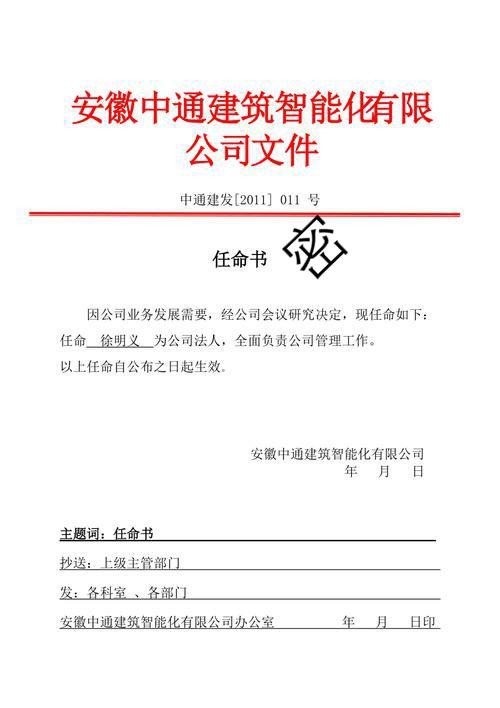 安徽中通建筑智能化有限
公司文件
中通建发[2011] 011 号
任命书
密
因公司业务发展需要，经公司会议研究决定，现任命如下：
任命 徐明义 为公司法人，全面负责公司管理工作。
以上任命自公布之日起生效。
安徽中通建筑智能化有限公司
年 月 日
主题词：任命书
抄送：上级主管部门
发：各科室 、各部门
安徽中通建筑智能化有限公司办公室 年 月 日印